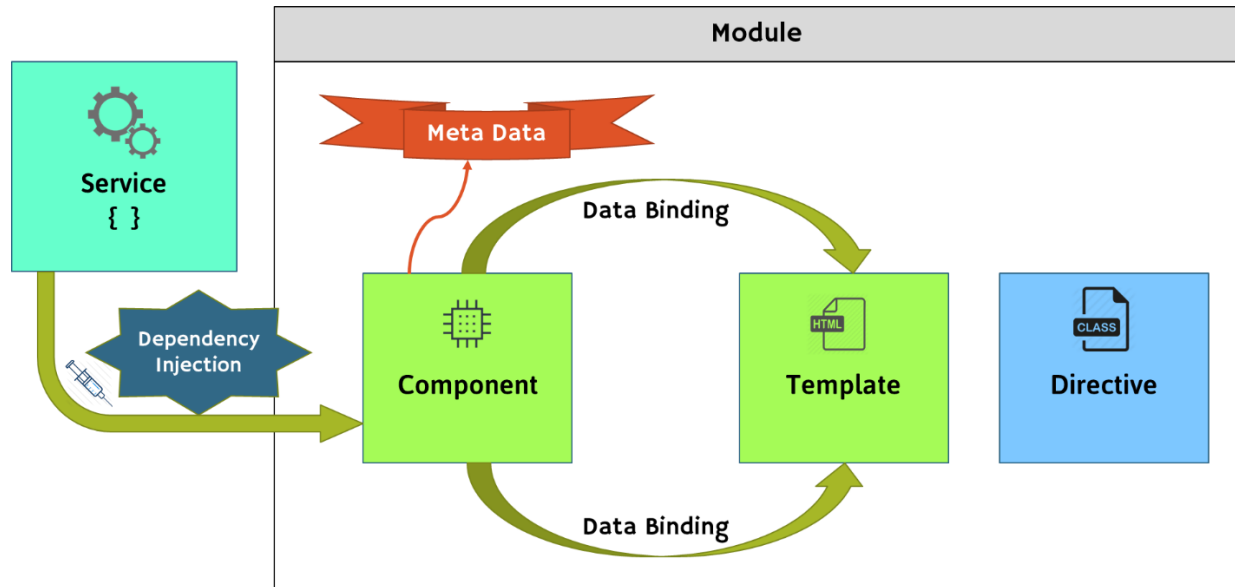 Module
Service
{ }
Meta Data
Data Binding
Dependency
Injection
Component
HTML
Template
CLASS
Directive
Data Binding